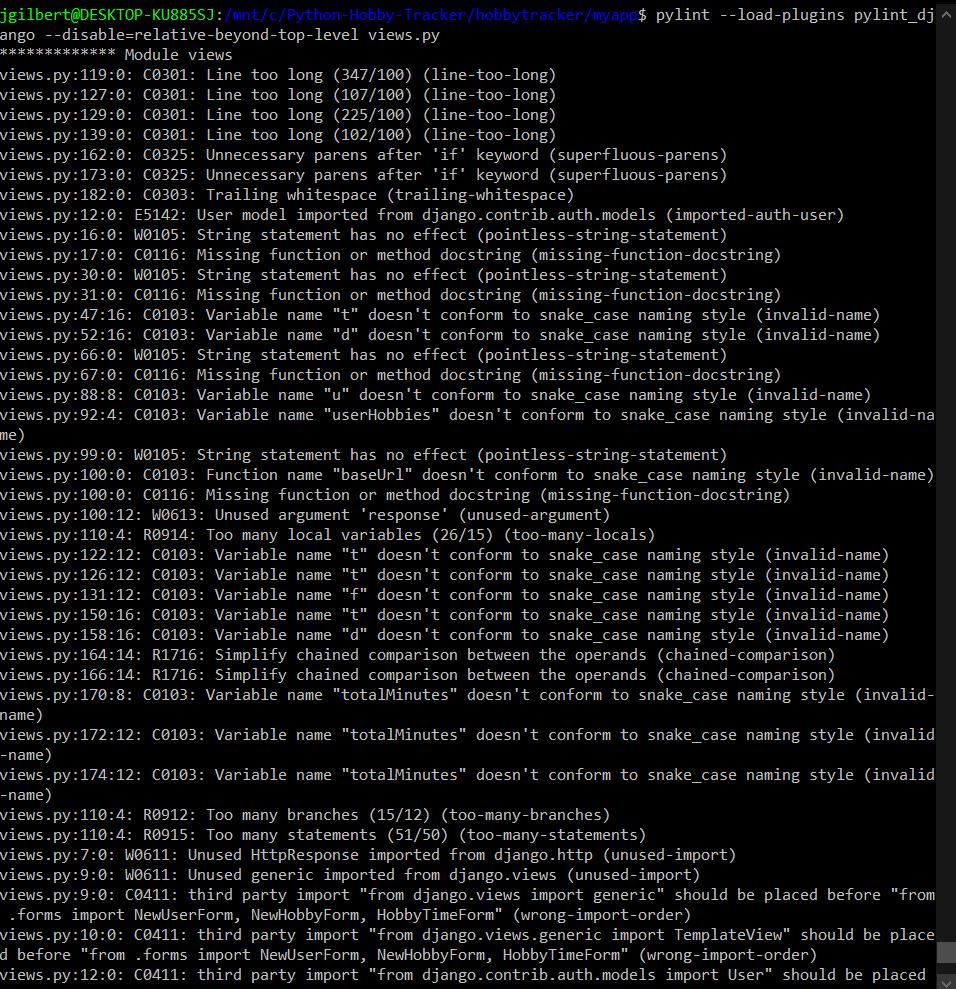 jgilbert@DESKTOP-KU885SJ:/mnt/c/Python-Hobby-Tracker/hobbytracker/myapp$ pylint --load-plugins pylint_dj
ango --disable=relative-beyond-top-level views.py
************* Module views
views.py:119:0: C0301: Line too long (347/100) (line-too-long)
views.py:127:0: C0301: Line too long (107/100) (line-too-long)
views.py:129:0: C0301: Line too long (225/100) (line-too-long)
views.py:139:0: C0301: Line too long (102/100) (line-too-long)
views.py:162:0: C0325: Unnecessary parens after 'if' keyword (superfluous-parens)
views.py:173:0: C0325: Unnecessary parens after 'if' keyword (superfluous-parens)
views.py:182:0: C0303: Trailing whitespace (trailing-whitespace)
views.py:12:0: E5142: User model imported from django.contrib.auth.models (imported-auth-user)
views.py:16:0: W0105: String statement has no effect (pointless-string-statement)
views.py:17:0: C0116: Missing function or method docstring (missing-function-docstring)
views.py:30:0: W0105: String statement has no effect (pointless-string-statement)
views.py:31:0: C0116: Missing function or method docstring (missing-function-docstring)
views.py:47:16: C0103: Variable name "t" doesn't conform to snake_case naming style (invalid-name)
views.py:52:16: C0103: Variable name "d" doesn't conform to snake_case naming style (invalid-name)
views.py:66:0: W0105: String statement has no effect (pointless-string-statement)
views.py:67:0: C0116: Missing function or method docstring (missing-function-docstring)
views.py:88:8: C0103: Variable name "u" doesn't conform to snake_case naming style (invalid-name)
views.py:92:4: C0103: Variable name "userHobbies" doesn't conform to snake_case naming style (invalid-na
me)
views.py:99:0: W0105: String statement has no effect (pointless-string-statement)
views.py:100:0: C0103: Function name "baseUrl" doesn't conform to snake_case naming style (invalid-name)
views.py:100:0: C0116: Missing function or method docstring (missing-function-docstring)
views.py:100:12: W0613: Unused argument 'response' (unused-argument)
views.py:110:4: R0914: Too many local variables (26/15) (too-many-locals)
views.py:122:12: C0103: Variable name "t" doesn't conform to snake_case naming style (invalid-name)
views.py:126:12: C0103: Variable name "t" doesn't conform to snake_case naming style (invalid-name)
views.py:131:12: C0103: Variable name "f" doesn't conform to snake_case naming style (invalid-name)
views.py:150:16: C0103: Variable name "t" doesn't conform to snake_case naming style (invalid-name)
views.py:158:16: C0103: Variable name "d" doesn't conform to snake_case naming style (invalid-name)
views.py:164:14: R1716: Simplify chained comparison between the operands (chained-comparison)
views.py:166:14: R1716: Simplify chained comparison between the operands (chained-comparison)
views.py:170:8: C0103: Variable name "totalMinutes" doesn't conform to snake_case naming style (invalid-
name)
views.py:172:12: C0103: Variable name "totalMinutes" doesn't conform to snake_case naming style (invalid
-name)
views.py:174:12: C0103: Variable name "totalMinutes" doesn't conform to snake_case naming style (invalid
-name)
views.py:110:4: R0912: Too many branches (15/12) (too-many-branches)
views.py:110:4: R0915: Too many statements (51/50) (too-many-statements)
views.py:7:0: W0611: Unused HttpResponse imported from django.http (unused-import)
views.py:9:0: W0611: Unused generic imported from django.views (unused-import)
views.py:9:0: C0411: third party import "from django.views import generic" should be placed before "from
 .forms import NewUserForm, NewHobbyForm, HobbyTimeForm" (wrong-import-order)
views.py:10:0: C0411: third party import "from django.views.generic import TemplateView" should be place
d before "from .forms import NewUserForm, NewHobbyForm, HobbyTimeForm" (wrong-import-order)
views.py:12:0: C0411: third party import "from django.contrib.auth.models import User" should be placed